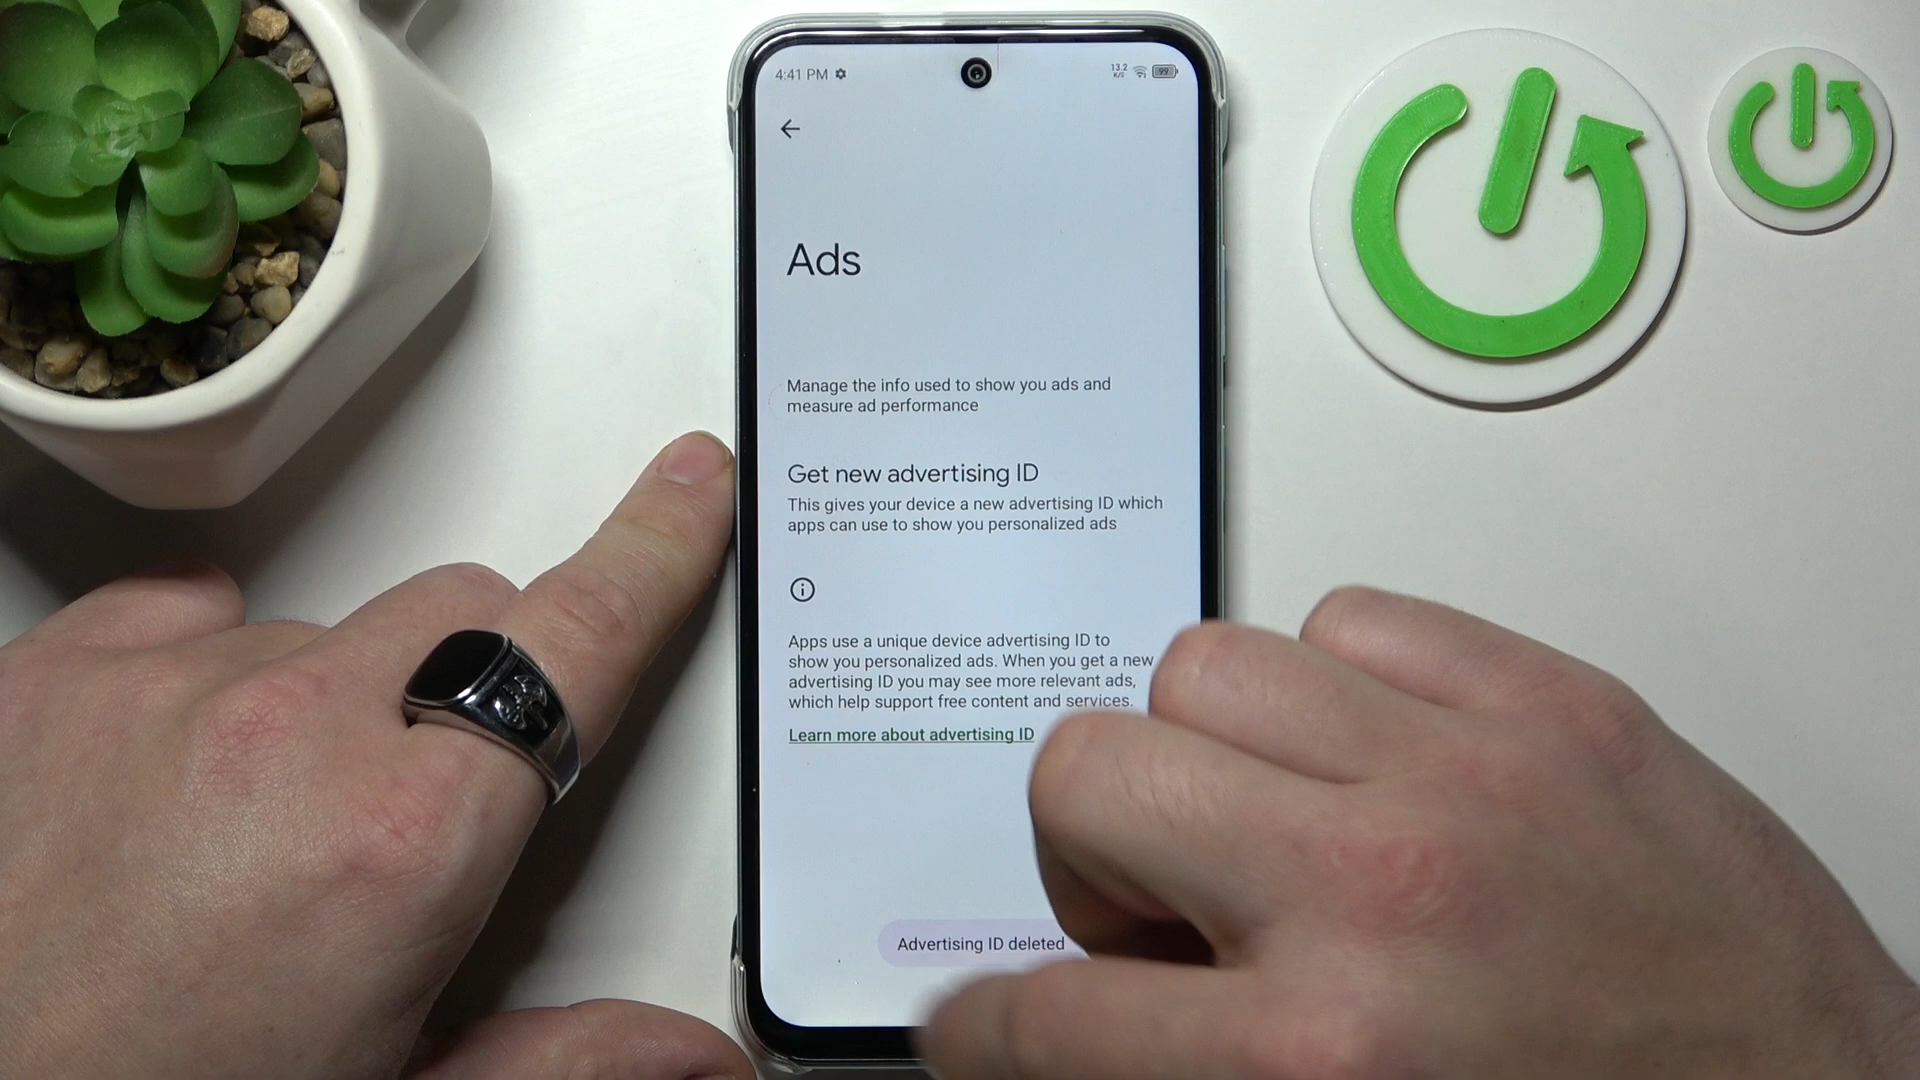 4:41 PM
13.2
K/S
99
Ads
Manage the info used to show you ads and
measure ad performance
Get new advertising ID
This gives your device a new advertising ID which
apps can use to show you personalized ads
Apps use a unique device advertising ID to
show you personalized ads. When you get a new
advertising ID you may see more relevant ads,
which help support free content and services.
Learn more about advertising ID
Advertising ID deleted